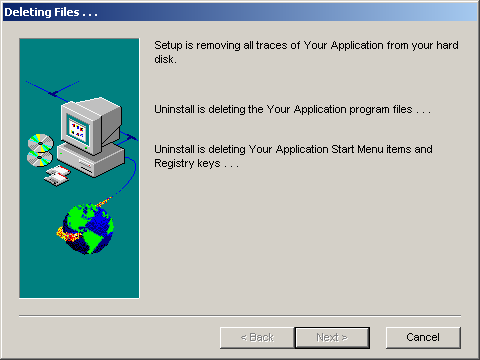 Deleting Files . . .
Setup is removing all traces of Your Application from your hard
disk.
Uninstall is deleting the Your Application program files . . .
Uninstall is deleting Your Application Start Menu items and
Registry keys . . .
< Back
Next >
Cancel